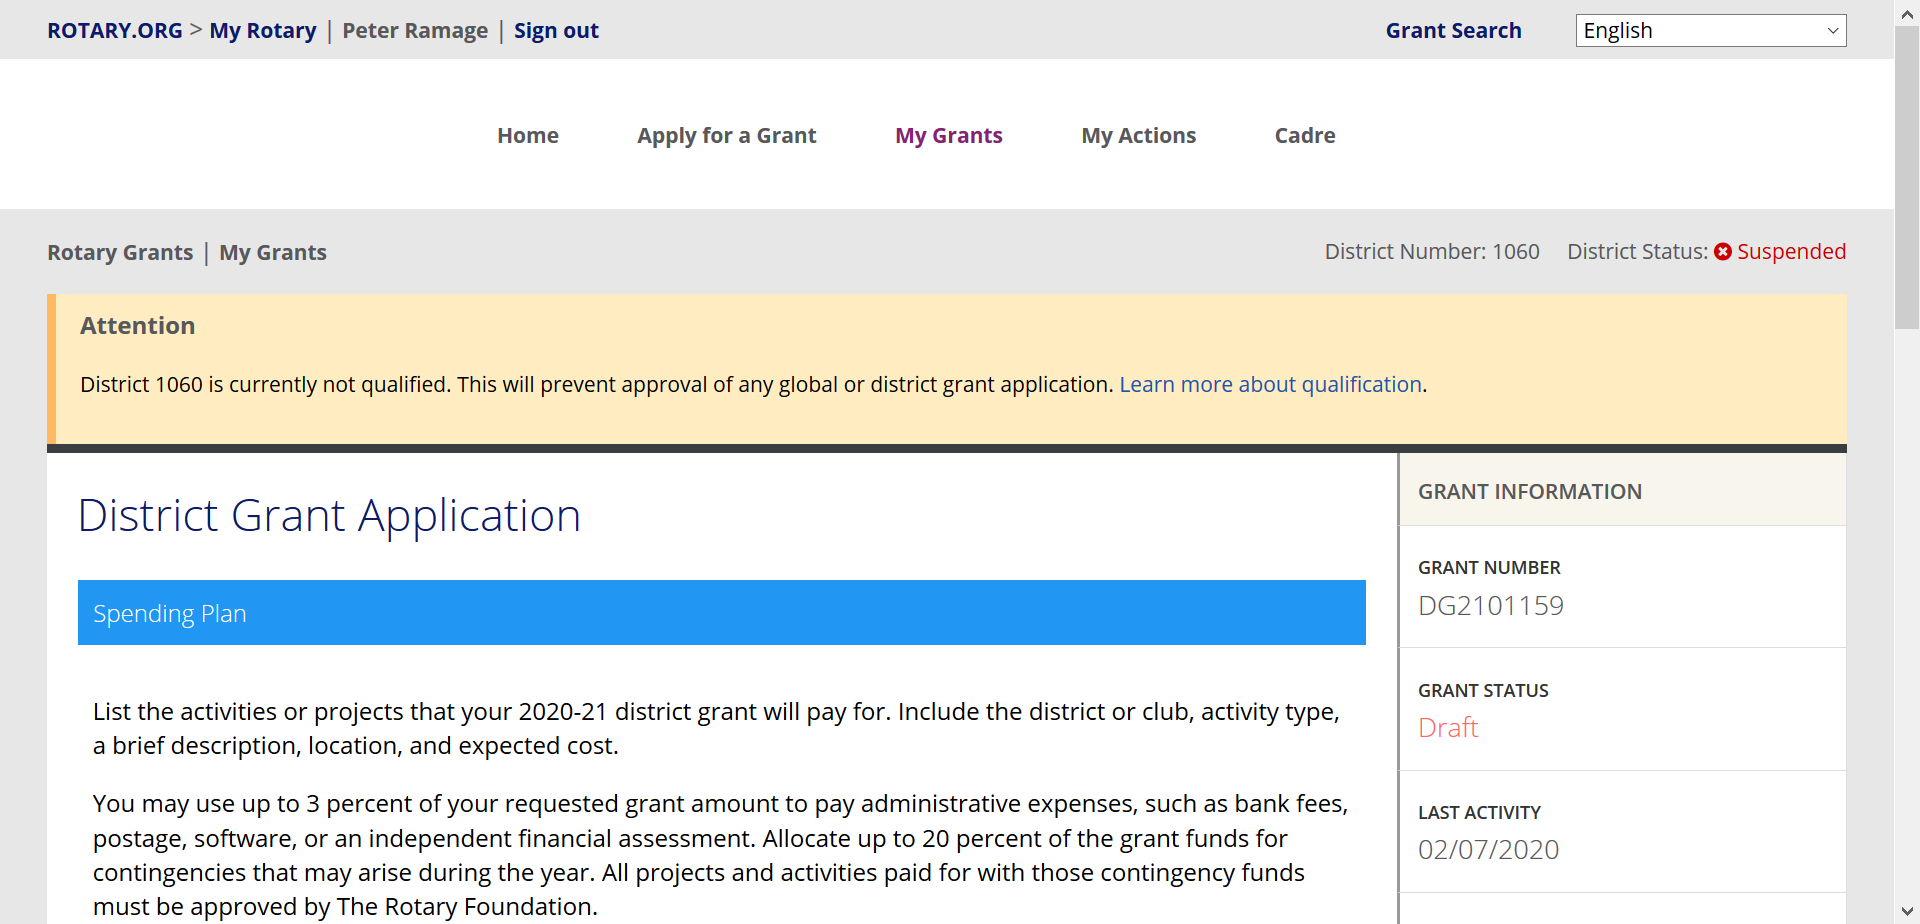 ROTARY.ORG > My Rotary | Peter Ramage | Sign out
Grant Search
English
Home
Apply for a Grant
My Grants
My Actions
Cadre
Rotary Grants | My Grants
District Number: 1060
District Status: Suspended
Attention
District 1060 is currently not qualified. This will prevent approval of any global or district grant application. Learn more about qualification.
District Grant Application
Spending Plan
List the activities or projects that your 2020-21 district grant will pay for. Include the district or club, activity type,
a brief description, location, and expected cost.
You may use up to 3 percent of your requested grant amount to pay administrative expenses, such as bank fees,
postage, software, or an independent financial assessment. Allocate up to 20 percent of the grant funds for
contingencies that may arise during the year. All projects and activities paid for with those contingency funds
must be approved by The Rotary Foundation.
GRANT INFORMATION
GRANT NUMBER
DG2101159
GRANT STATUS
Draft
LAST ACTIVITY
02/07/2020